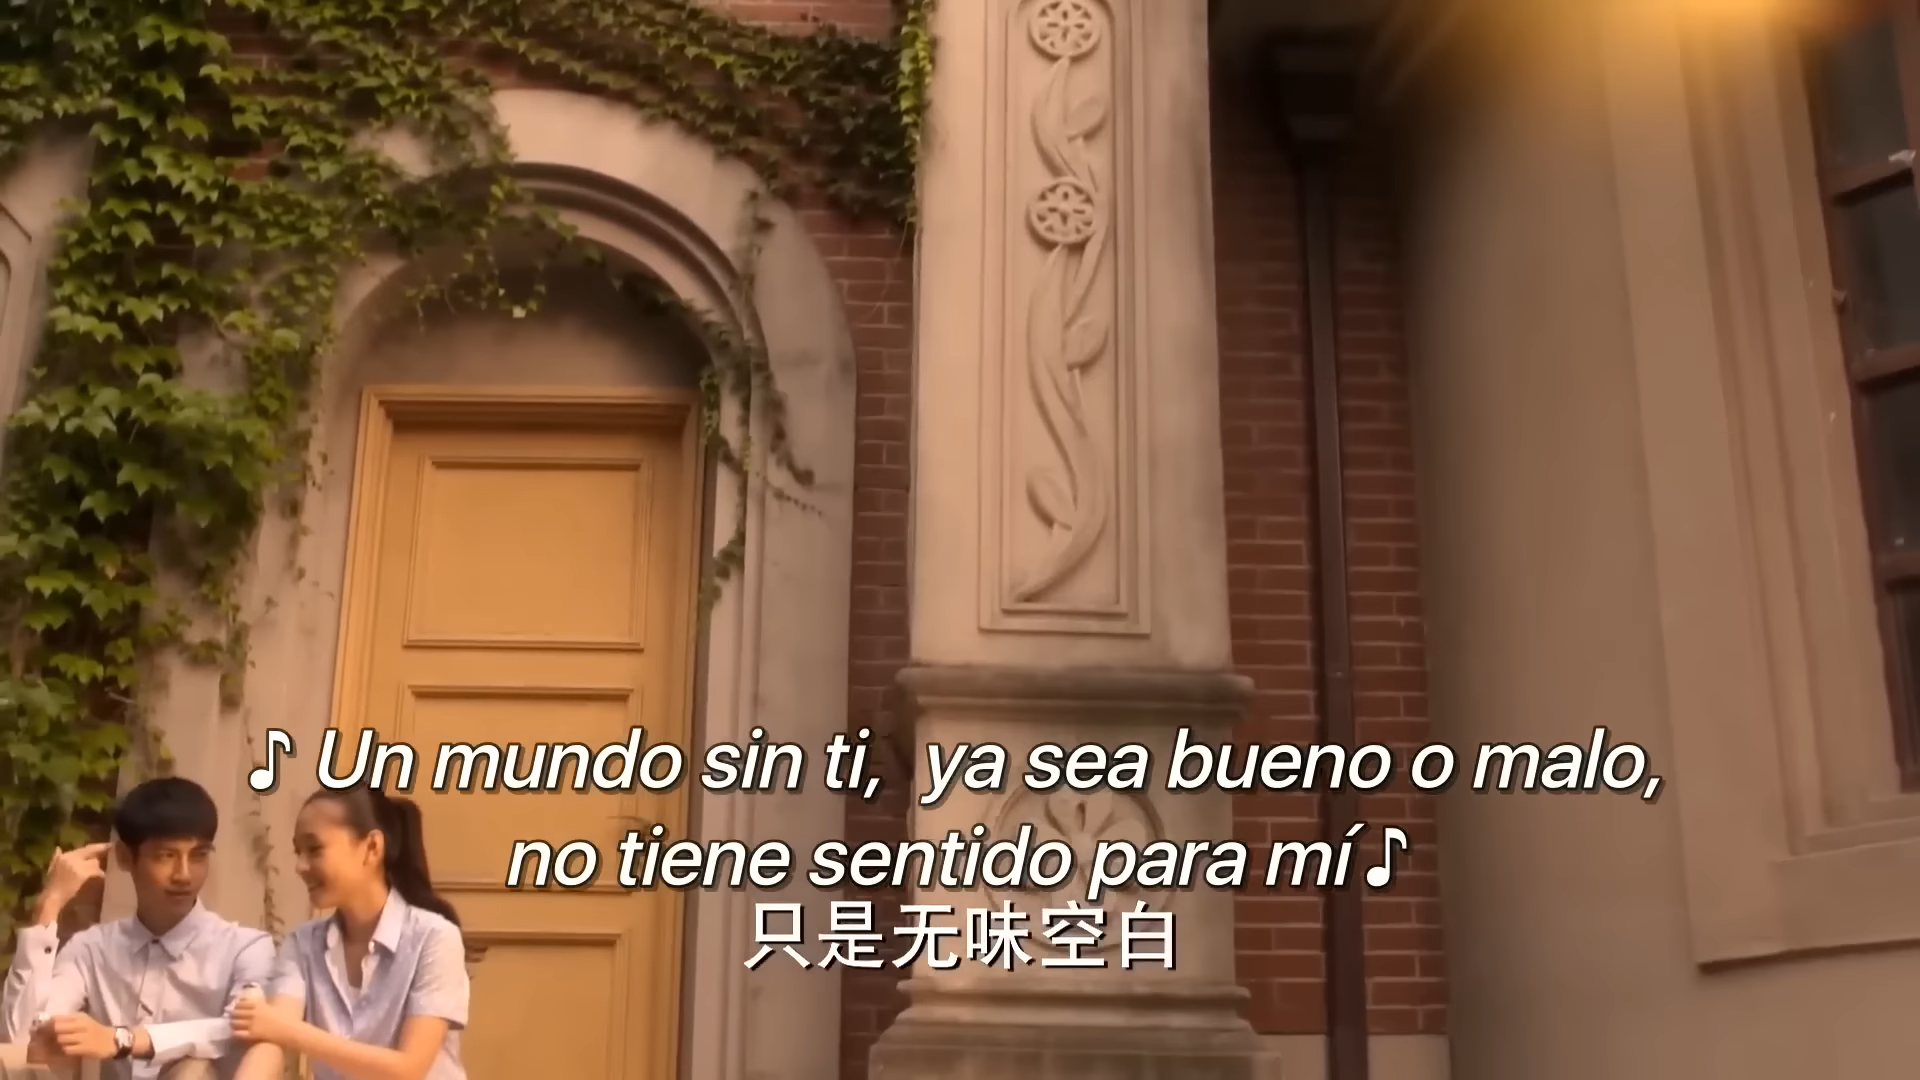 ♪ Un mundo sin ti, ya sea bueno o malo,
no tiene sentido para mí♪
只是无味空白